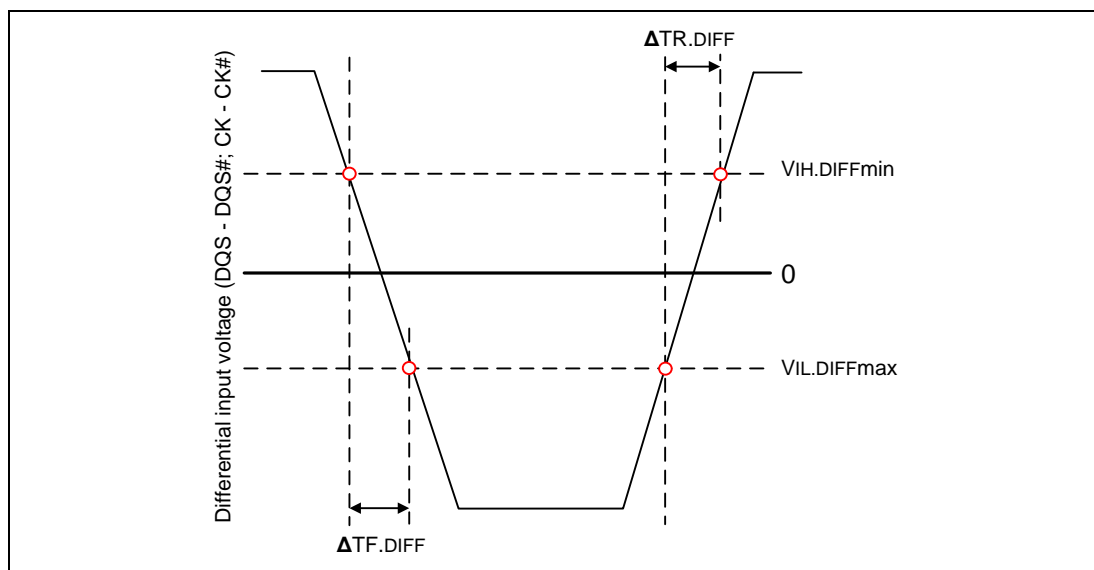 Differential input voltage (DQS - DQS#; CK - CK#)
ΔTR.DIFF
VIH.DIFFmin
0
VIL.DIFFmax
ΔTF.DIFF